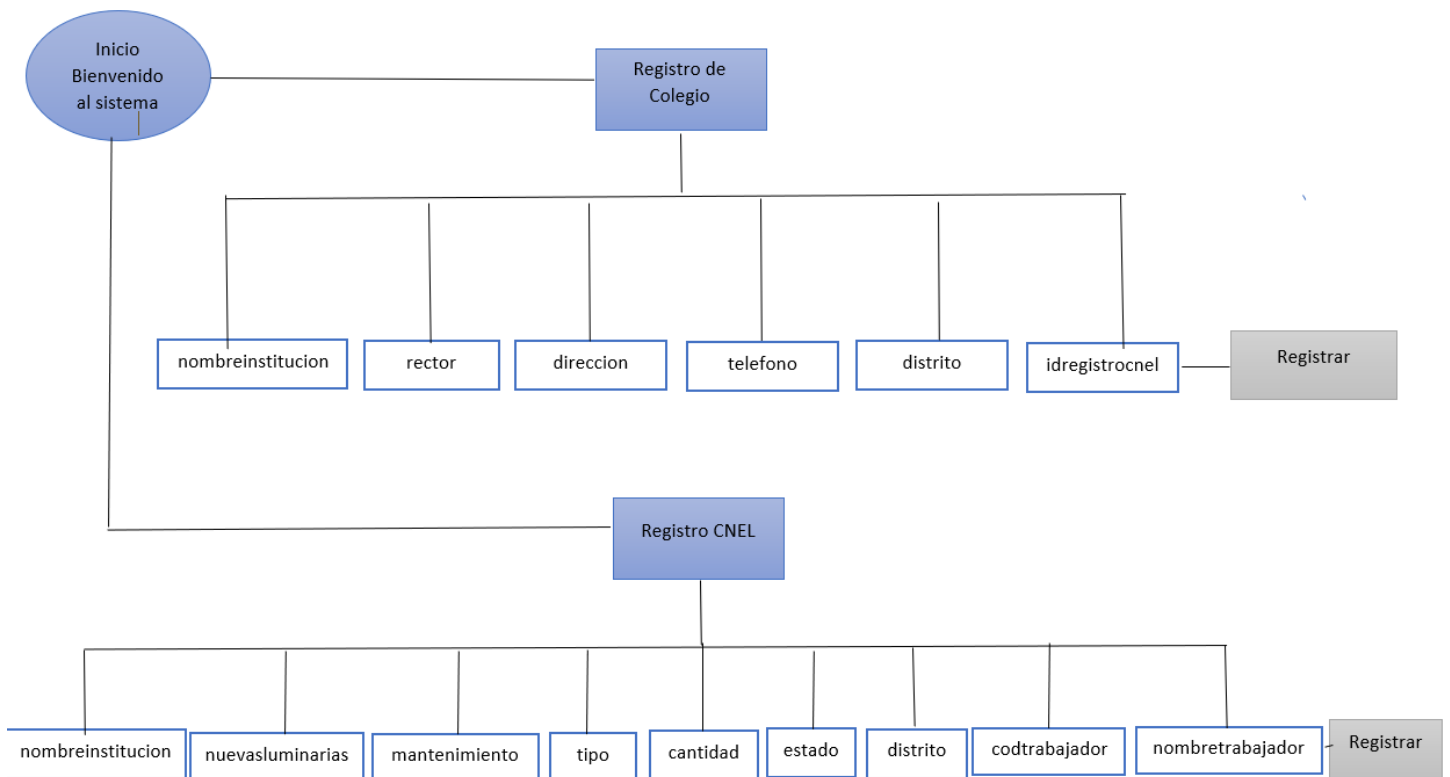 Inicio
Bienvenido
al sistema
Registro de
Colegio
nombreinstitucion
rector
direccion
telefono
distrito
idregistrocnel
Registrar
Registro CNEL
nombreinstitucion
nuevasluminarias
mantenimiento
tipo
cantidad
estado
distrito
codtrabajador
nombretrabajador
Registrar